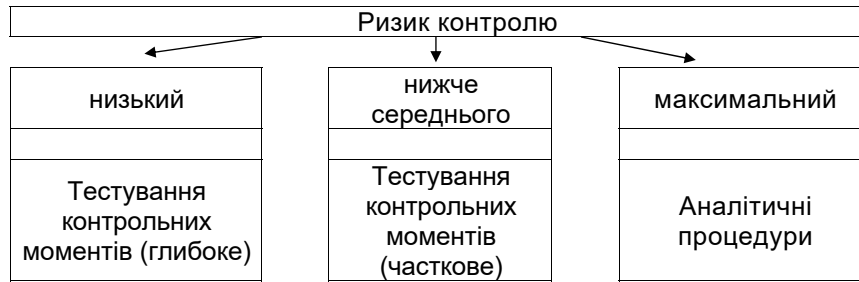 Ризик контролю
низький
нижче
середнього
максимальний
Тестування
контрольних
моментів (глибоке)
Тестування
контрольних
моментів
(часткове)
Аналітичні
процедури